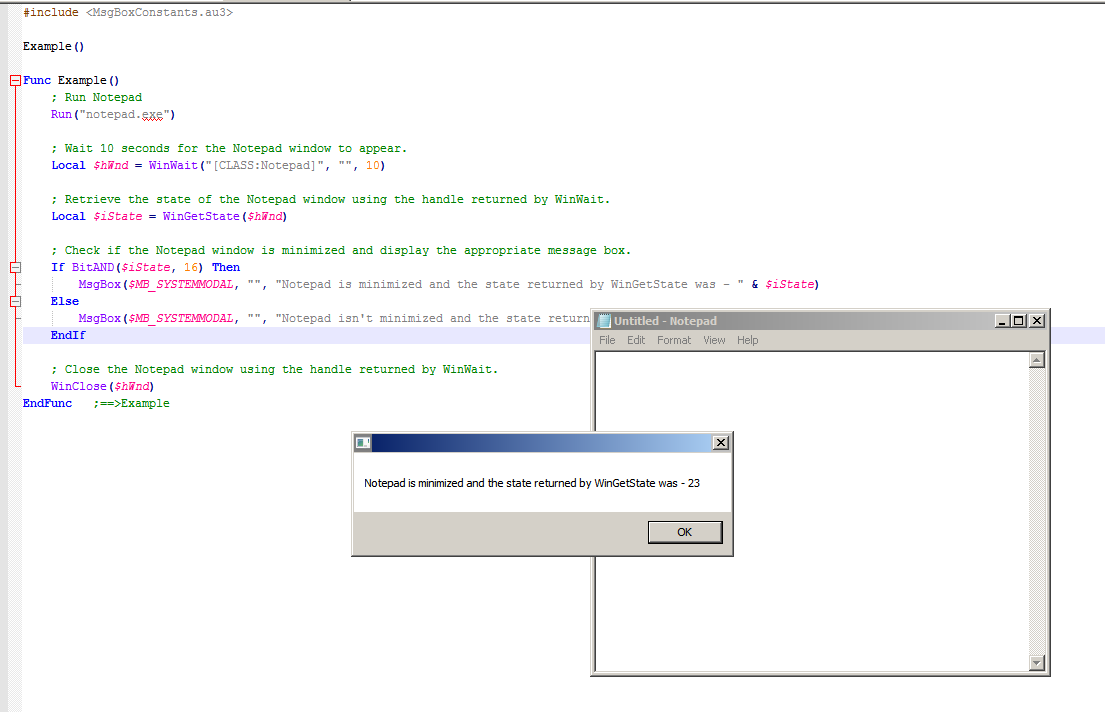 #include <MsgBoxConstants.au3>
Example()
Func Example()
; Run Notepad
Run("notepad.exe")
; Wait 10 seconds for the Notepad window to appear.
Local $hWnd = WinWait("[CLASS:Notepad]", "", 10)
; Retrieve the state of the Notepad window using the handle returned by WinWait.
Local $iState = WinGetState($hWnd)
; Check if the Notepad window is minimized and display the appropriate message box.
If BitAND($iState, 16) Then
MsgBox($MB_SYSTEMMODAL, "", "Notepad is minimized and the state returned by WinGetState was - " & $iState)
Else
MsgBox($MB_SYSTEMMODAL, "", "Notepad isn't minimized and the state return
EndIf
; Close the Notepad window using the handle returned by WinWait.
WinClose($hWnd)
EndFunc ;==>Example
Untitled - Notepad
File Edit Format View Help
Notepad is minimized and the state returned by WinGetState was - 23
OK